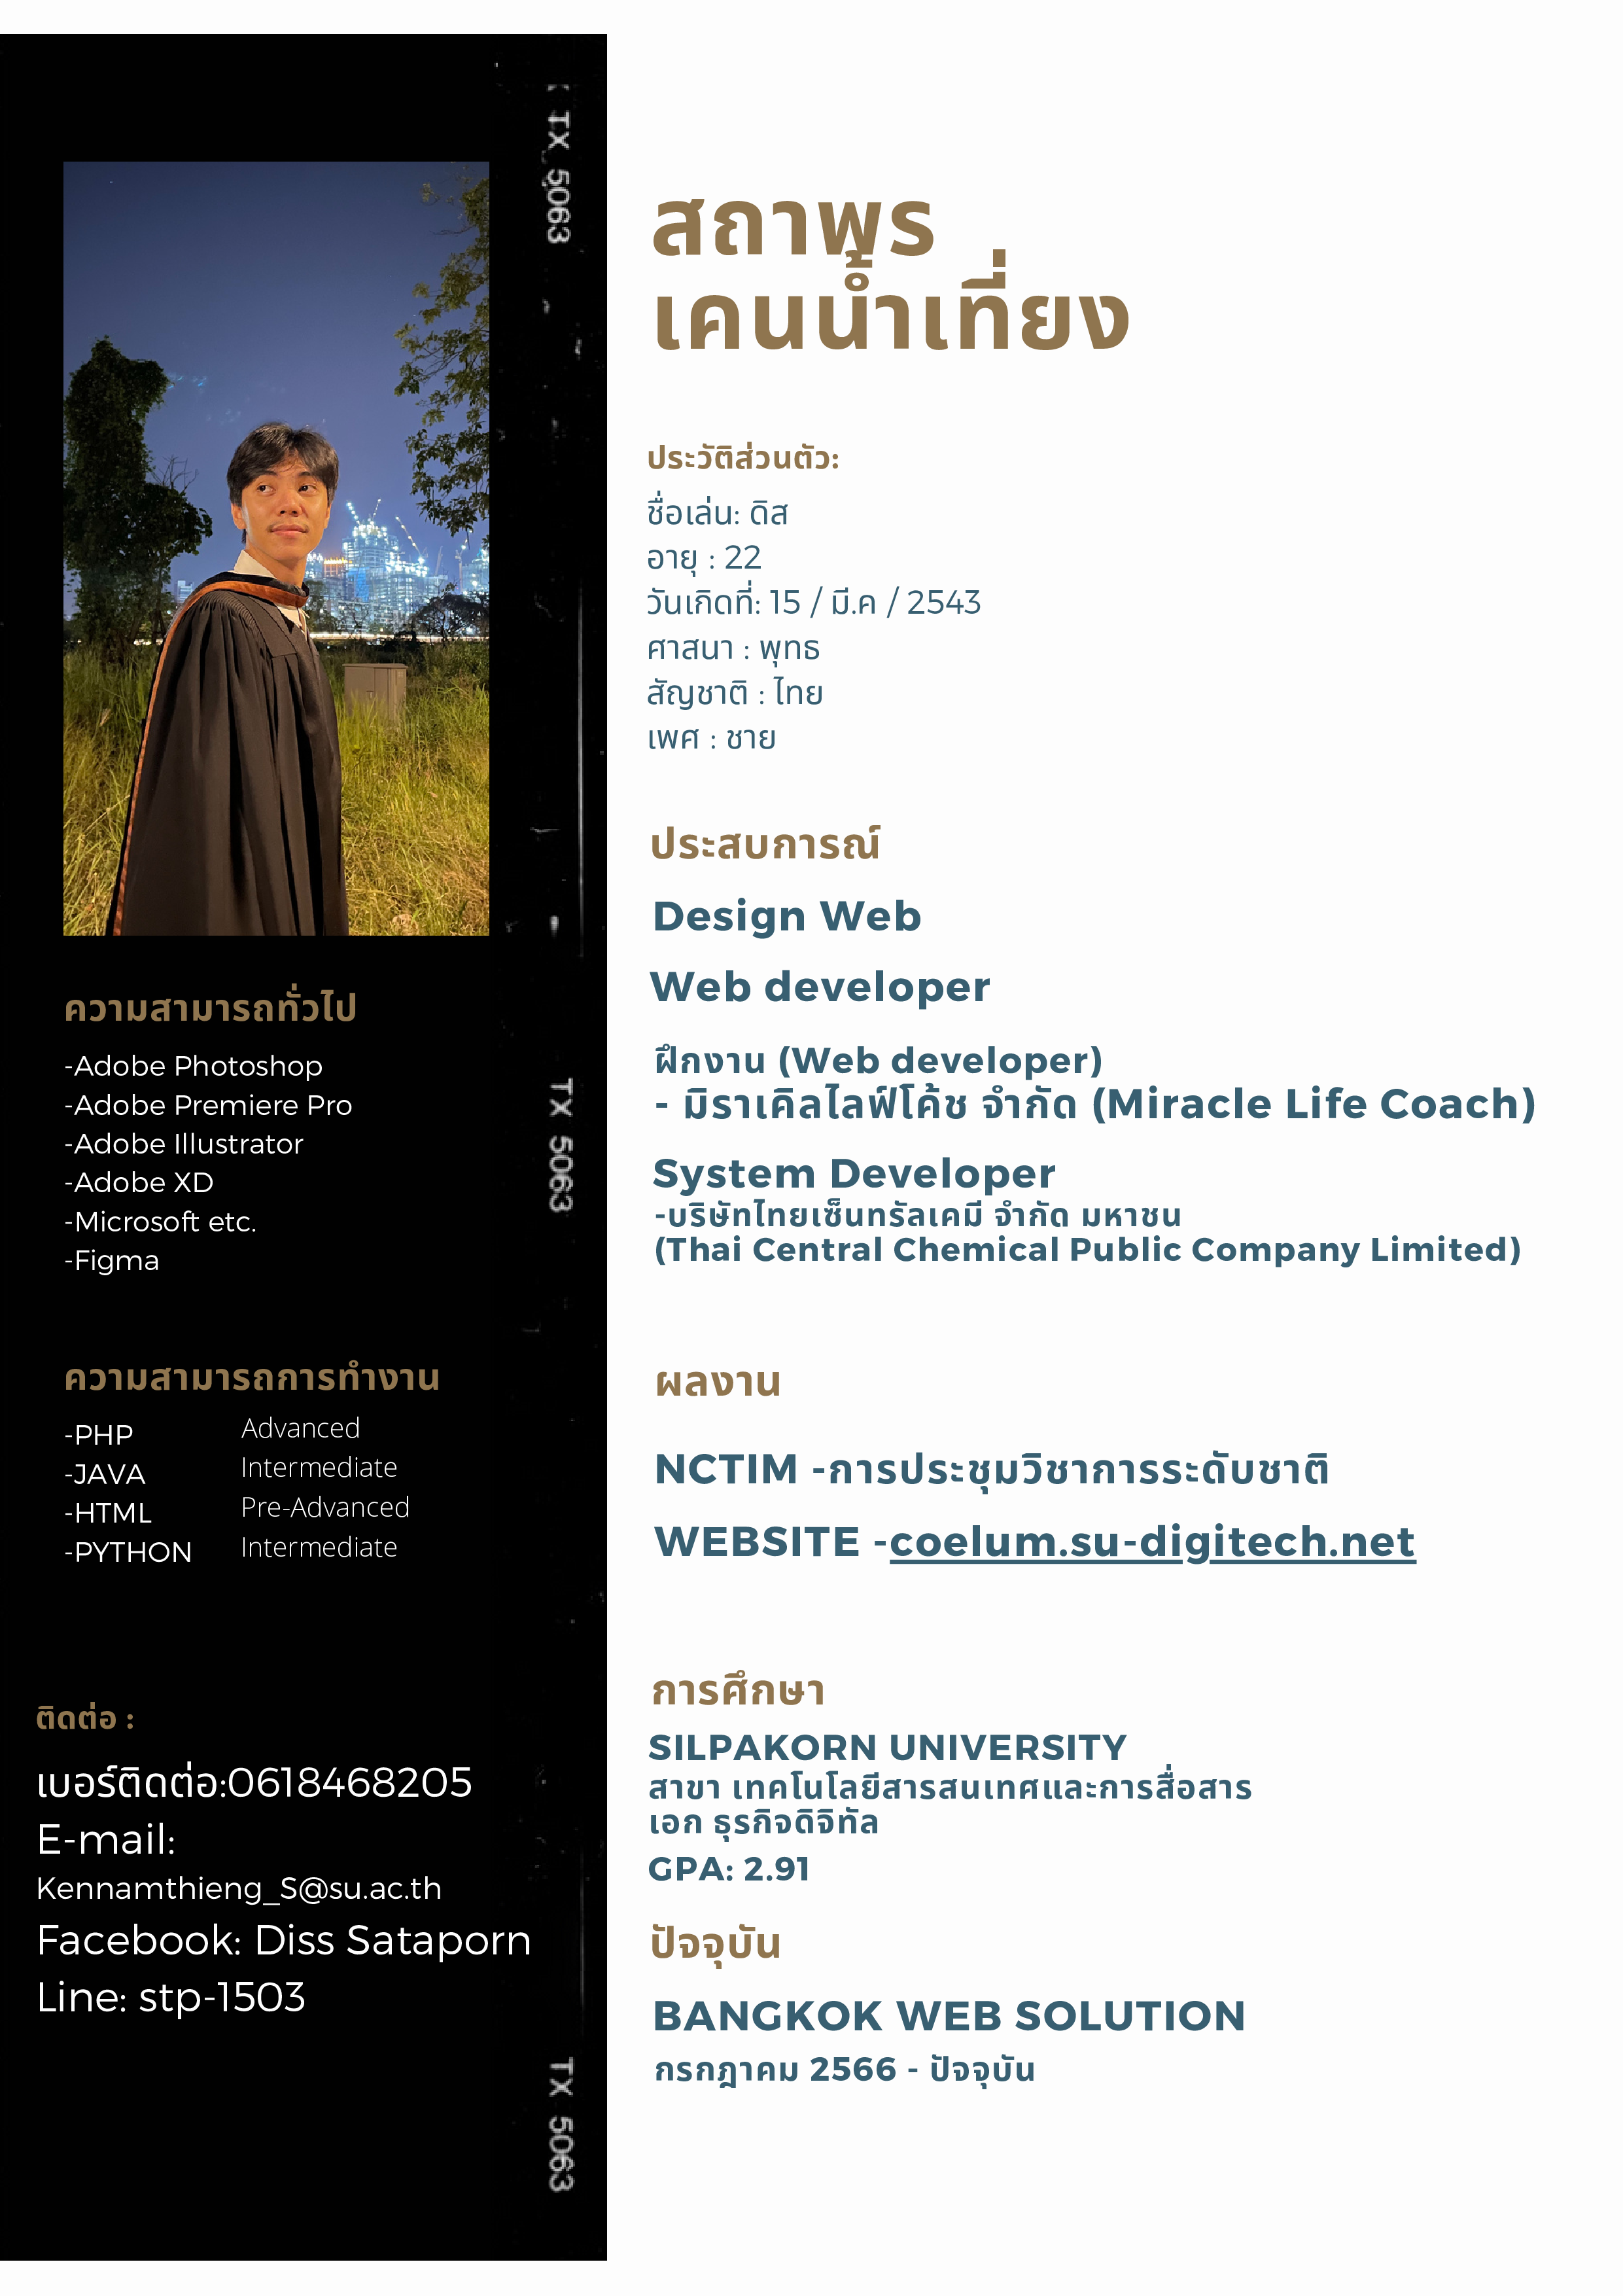 TX 5063
ความสามารถทั่วไป
-Adobe Photoshop
-Adobe Premiere Pro
-Adobe Illustrator
-Adobe XD
-Microsoft etc.
-Figma
TX 5063
ความสามารถการทำงาน
-PHP Advanced
-JAVA Intermediate
-HTML Pre-Advanced
-PYTHON Intermediate
ติดต่อ :
เบอร์ติดต่อ:0618468205
E-mail:
Kennamthieng_S@su.ac.th
Facebook: Diss Sataporn
Line: stp-1503
TX 5063
สถาพร
เคนน้ำเที่ยง
ประวัติส่วนตัว:
ชื่อเล่น: ดิส
อายุ : 22
วันเกิดที่: 15 / มี.ค / 2543
ศาสนา : พุทธ
สัญชาติ : ไทย
เพศ : ชาย
ประสบการณ์
Design Web
Web developer
ฝึกงาน (Web developer)
- มิราเคิลไลฟ์โค้ช จำกัด (Miracle Life Coach)
System Developer
-บริษัทไทยเซ็นทรัลเคมี จำกัด มหาชน
(Thai Central Chemical Public Company Limited)
ผลงาน
NCTIM -การประชุมวิชาการระดับชาติ
WEBSITE -coelum.su-digitech.net
การศึกษา
SILPAKORN UNIVERSITY
สาขา เทคโนโลยีสารสนเทศและการสื่อสาร
เอก ธุรกิจดิจิทัล
GPA: 2.91
ปัจจุบัน
BANGKOK WEB SOLUTION
กรกฎาคม 2566 - ปัจจุบัน